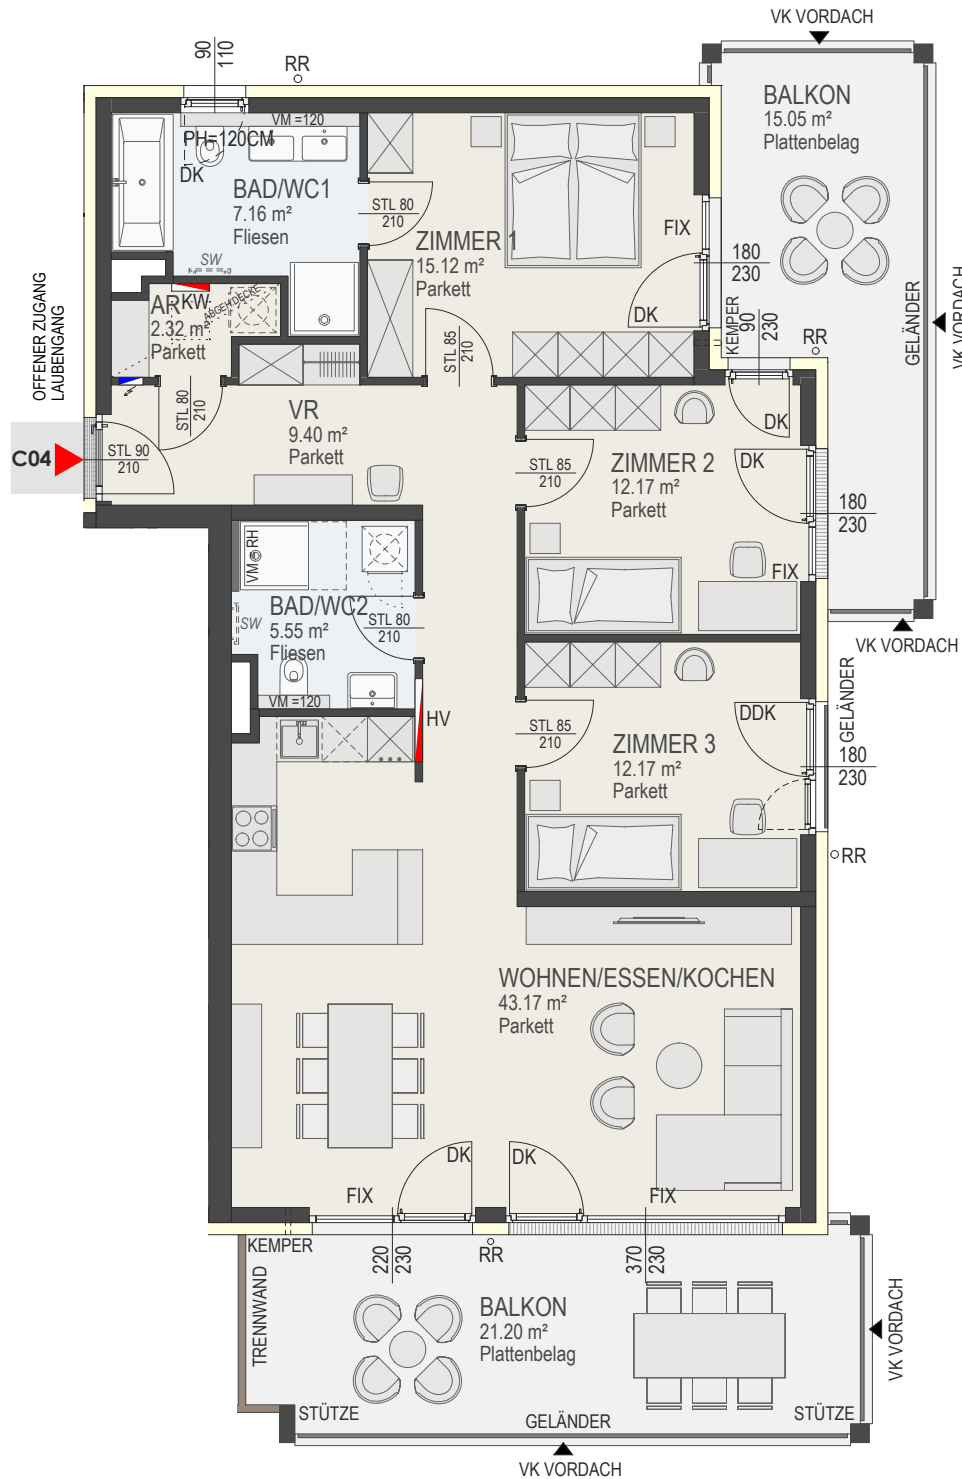 VK VORDACH
90
110
RR
BALKON
15.05 m²
Plattenbelag
VM =120
PH=120CM
DK
BAD/WC1
7.16 m²
Fliesen
STL 80
210
ZIMMER 1
15.12 m²
Parkett
FIX
180
230
DK
SW
OFFENER ZUGANG
LAUBENGANG
AR
KW
2.32 m²
Parkett
ABGEH.DECKE
KEMPER
90
230
RR
GELÄNDER
VK VORDACH
STL 85
210
STL 80
210
VR
9.40 m²
Parkett
C04
STL 90
210
STL 85
210
ZIMMER 2
12.17 m²
Parkett
DK
DK
180
230
FIX
VM
RH
BAD/WC2
5.55 m²
Fliesen
SW
STL 80
210
VM =120
HV
VK VORDACH
GELÄNDER
STL 85
210
ZIMMER 3
12.17 m²
Parkett
DDK
180
230
RR
WOHNEN/ESSEN/KOCHEN
43.17 m²
Parkett
DK
DK
FIX
FIX
KEMPER
220
230
RR
370
230
TRENNWAND
BALKON
21.20 m²
Plattenbelag
VK VORDACH
STÜTZE
GELÄNDER
STÜTZE
VK VORDACH